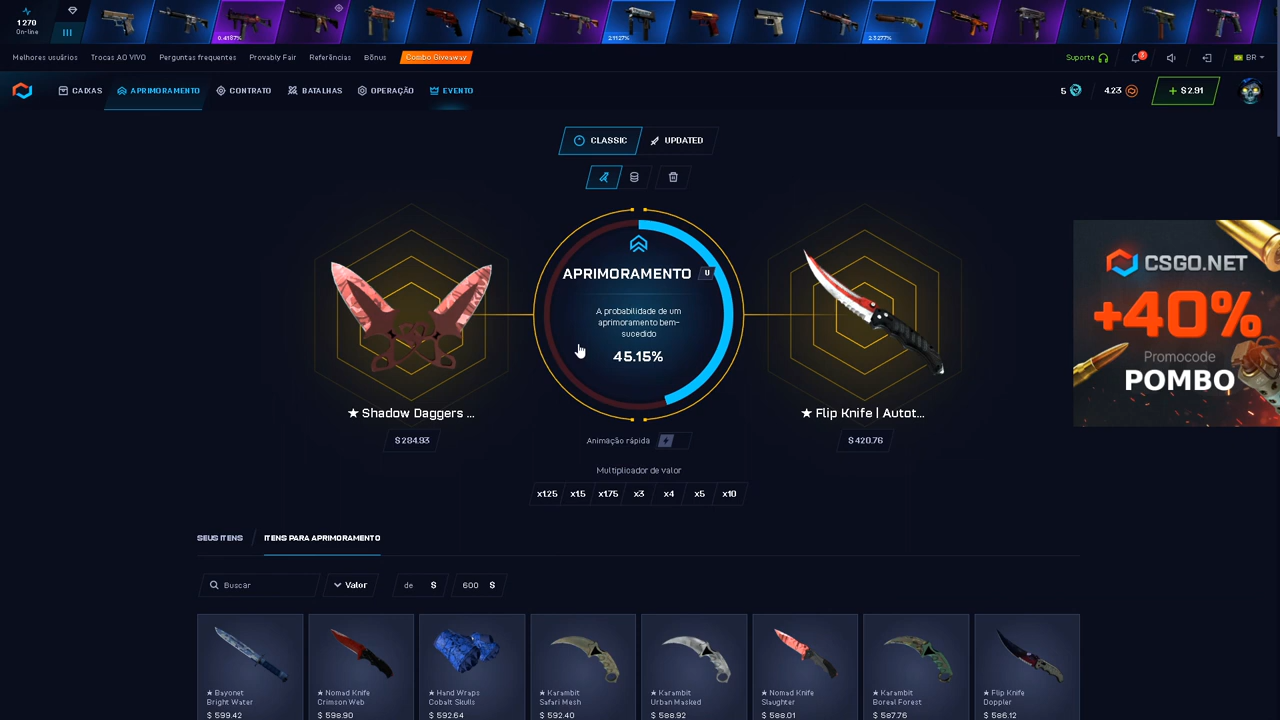 1 270
On-line
0.4187%
2.1127%
2.3277%
Melhores usuários
Trocas AO VIVO
Perguntas frequentes
Provably Fair
Referências
Bônus
Combo Giveaway
Suporte
3
BR
CAIXAS
APRIMORAMENTO
CONTRATO
BATALHAS
OPERAÇÃO
EVENTO
5
4.23
+ $ 2.91
CLASSIC
UPDATED
APRIMORAMENTO U
A probabilidade de um
aprimoramento bem-
sucedido
45.15%
★ Shadow Daggers ...
$ 284.93
★ Flip Knife | Autot...
$ 420.76
CSGO.NET
+40%
Promocode
POMBO
Animação rápida
Multiplicador de valor
x1.25 x1.5 x1.75 x3 x4 x5 x10
SEUS ITENS
ITENS PARA APRIMORAMENTO
Buscar
Valor
de $
600 $
★ Bayonet
Bright Water
$ 599.42
★ Nomad Knife
Crimson Web
$ 598.90
★ Hand Wraps
Cobalt Skulls
$ 592.64
★ Karambit
Safari Mesh
$ 592.40
★ Karambit
Urban Masked
$ 588.92
★ Nomad Knife
Slaughter
$ 588.01
★ Karambit
Boreal Forest
$ 587.76
★ Flip Knife
Doppler
$ 586.12